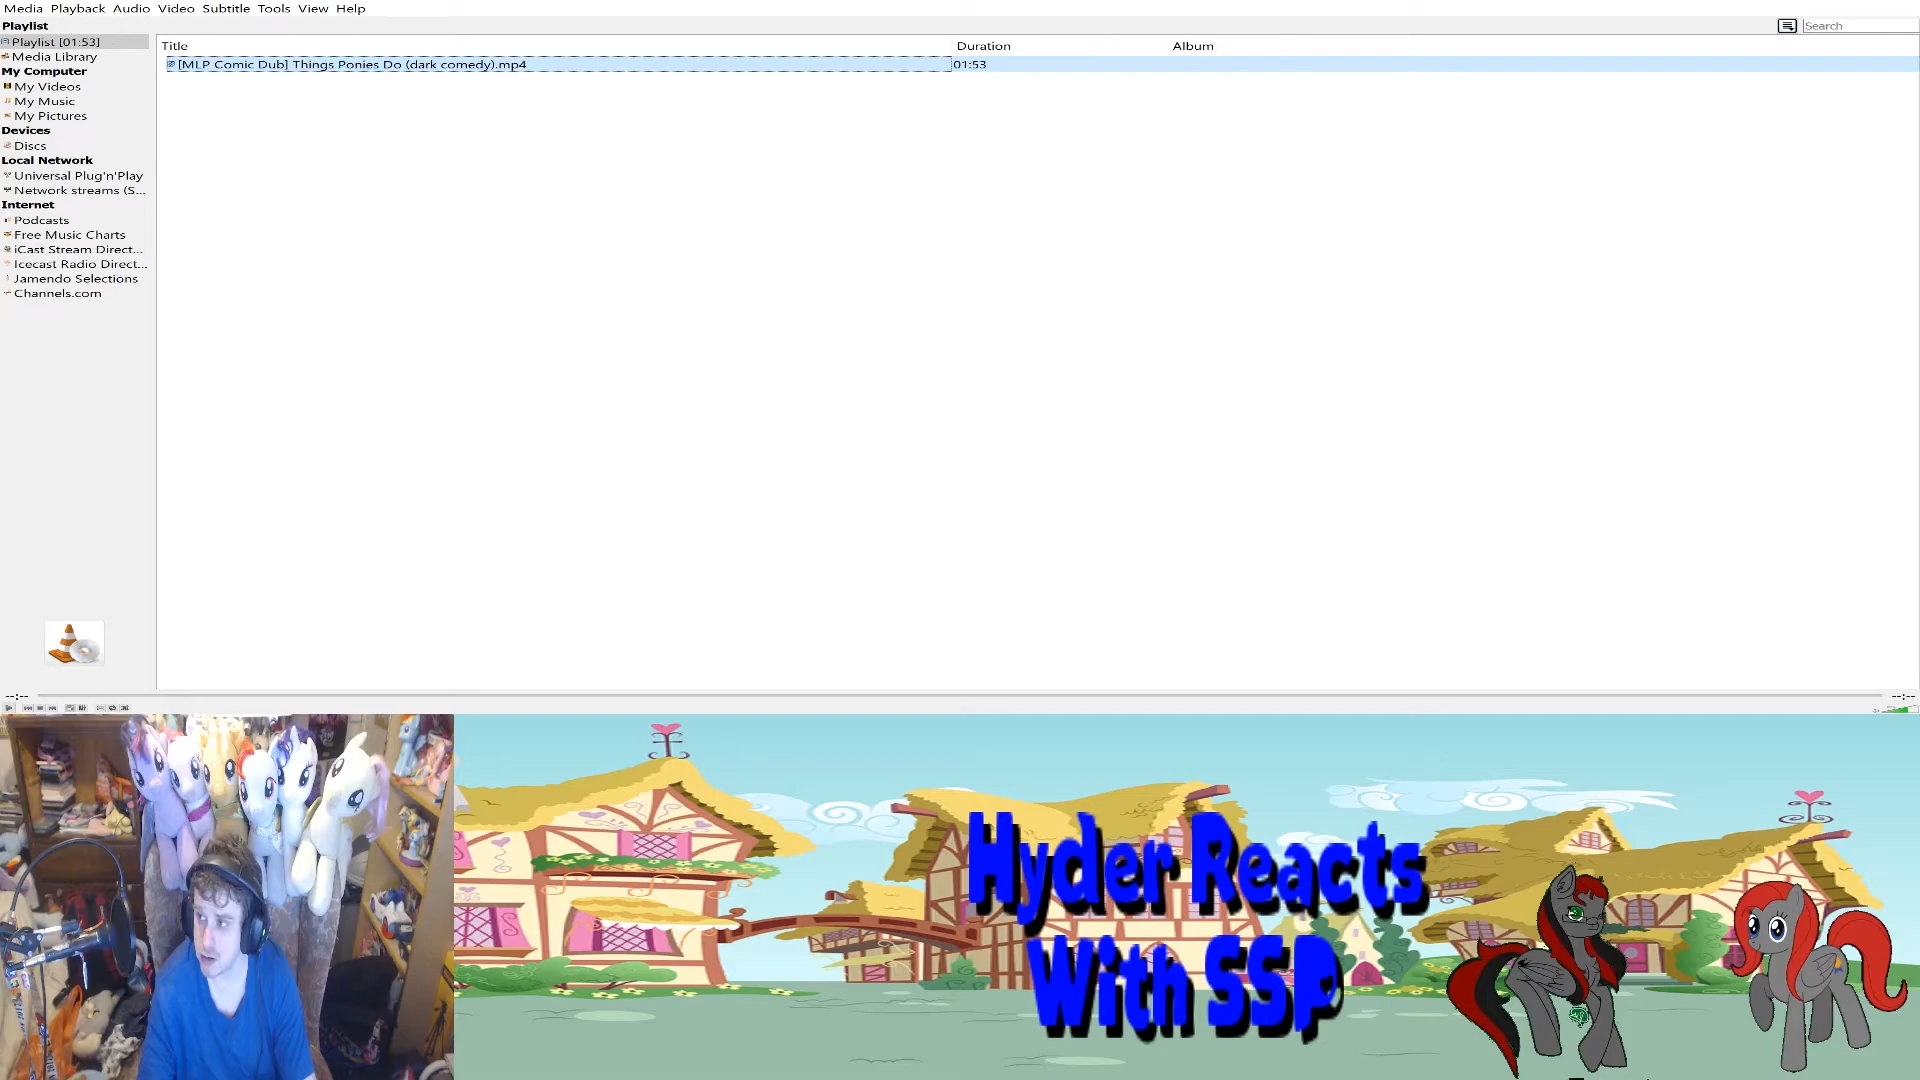 Media Playback Audio Video Subtitle Tools View Help
Playlist
Search
Playlist [01:53]
Title Duration Album
Media Library
[MLP Comic Dub] Things Ponies Do (dark comedy).mp4 01:53
My Computer
My Videos
My Music
My Pictures
Devices
Discs
Local Network
Universal Plug'n'Play
Network streams (S...
Internet
Podcasts
Free Music Charts
iCast Stream Direct...
Icecast Radio Direct...
Jamendo Selections
Channels.com
--:-- --:--
Hyder Reacts
With SSP